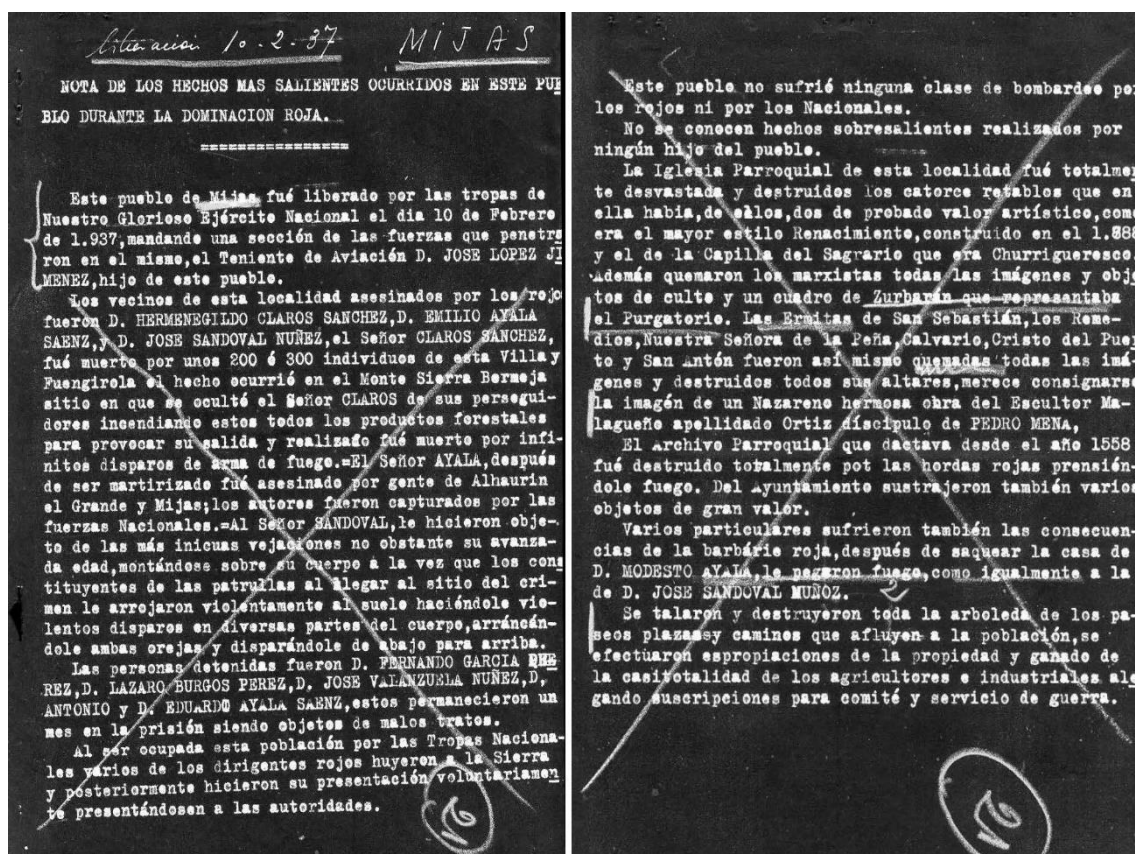 Liberación 10-2-37 MIJAS
NOTA DE LOS HECHOS MAS SALIENTES OCURRIDOS EN ESTE PUE
BLO DURANTE LA DOMINACION ROJA.
===============
Este pueblo de Mijas fué liberado por las tropas de
Nuestro Glorioso Ejército Nacional el dia 10 de Febrero
de 1.937,mandando una sección de las fuerzas que penetra
ron en el mismo,el Teniente de Aviación D. JOSE LOPEZ JI
MENEZ,hijo de este pueblo.
Los vecinos de esta localidad asesinados por los rojo
fueron D. HERMENEGILDO CLAROS SANCHEZ,D. EMILIO AYALA
SAENZ,y D. JOSE SANDOVAL NUÑEZ,el Señor CLAROS SANCHEZ,
fué muerto por unos 200 é 300 individuos de esta Villa y
Fuengirola el hecho ocurrió en el Monte Sierra Bermeja
sitio en que se ocultó el Señor CLAROS de sus persegui-
dores incendiando estos todos los productos forestales
para provocar su salida y realizafo fué muerto por infi-
nitos disparos de arma de fuego.=El Señor AYALA,después
de ser martirizado fué asesinado por gente de Alhaurin
el Grande y Mijas;los autores fueron capturados por las
fuerzas Nacionales.=Al Señor SANDOVAL,le hicieron obje-
to de las más inicuas vejaciones no obstante su avanza-
da edad,montándose sobre su cuerpo a la vez que los cons
tituyentes de las patrullas al llegar al sitio del cri-
men le arrojaron violentamente al suelo haciéndole vio-
lentos disparos en diversas partes del cuerpo,arráncán-
dole ambas orejas y disparándole de abajo para arriba.
Las personas detenidas fueron D. FERNANDO GARCIA PHE
REZ,D. LAZARO BURGOS PEREZ,D. JOSE VALANZUELA NUÑEZ,D,
ANTONIO y D. EDUARDO AYALA SAENZ,estos permanecieron un
mes en la prisión siendo objetos de malos tratos.
Al ser ocupada esta población por las Tropas Naciona-
les varios de los dirigentes rojos huyeron a la Sierra
y posteriormente hicieron su presentación voluntariamen
te presentándosen a las autoridades.
Este pueblo no sufrió ninguna clase de bombardeo por
los rojos ni por los Nacionales.
No se conocen hechos sobresalientes realizados por
ningún hijo del pueblo.
La Iglesia Parroquial de esta localidad fué totalmen
te desvastada y destruidos los catorce retablos que en
ella habia,de ellos,dos de probado valor artístico,como
era el mayor estilo Renacimiento,construido en el 1.888
y el de la Capilla del Sagrario que era Churrigueresco.
Además quemaron los marxistas todas las imágenes y obje
tos de culto y un cuadro de Zurbarán que representaba
el Purgatorio. Las Ermitas de San Sebastián,los Reme-
dios,Nuestra Señora de la Peña,Calvario,Cristo del Puer
to y San Antón fueron así mismo quemadas todas las imá
genes y destruidos todos sus altares,merece consignarse
la imagén de un Nazareno hermosa obra del Escultor Ma-
lagueño apellidado Ortiz díscipulo de PEDRO MENA,
El Archivo Parroquial que dastava desde el año 1558
fué destruido totalmente pot las hordas rojas prensión-
dole fuego. Del Ayuntamiento sustrajeron también varios
objetos de gran valor.
Varios particulares sufrieron también las consecuen-
cias de la barbárie roja,después de saquear la casa de
D. MODESTO AYALA,le pegaron fuego,como igualmente a la
de D. JOSE SANDOVAL MUÑOZ.
Se talaron y destruyeron toda la arboleda de los pa-
seos plazasy caminos que afluyen a la población,se
efectuaron espropiaciones de la propiedad y ganado de
la casitotalidad de los agricultores e industriales ale
gando suscripciones para comité y servicio de guerra.